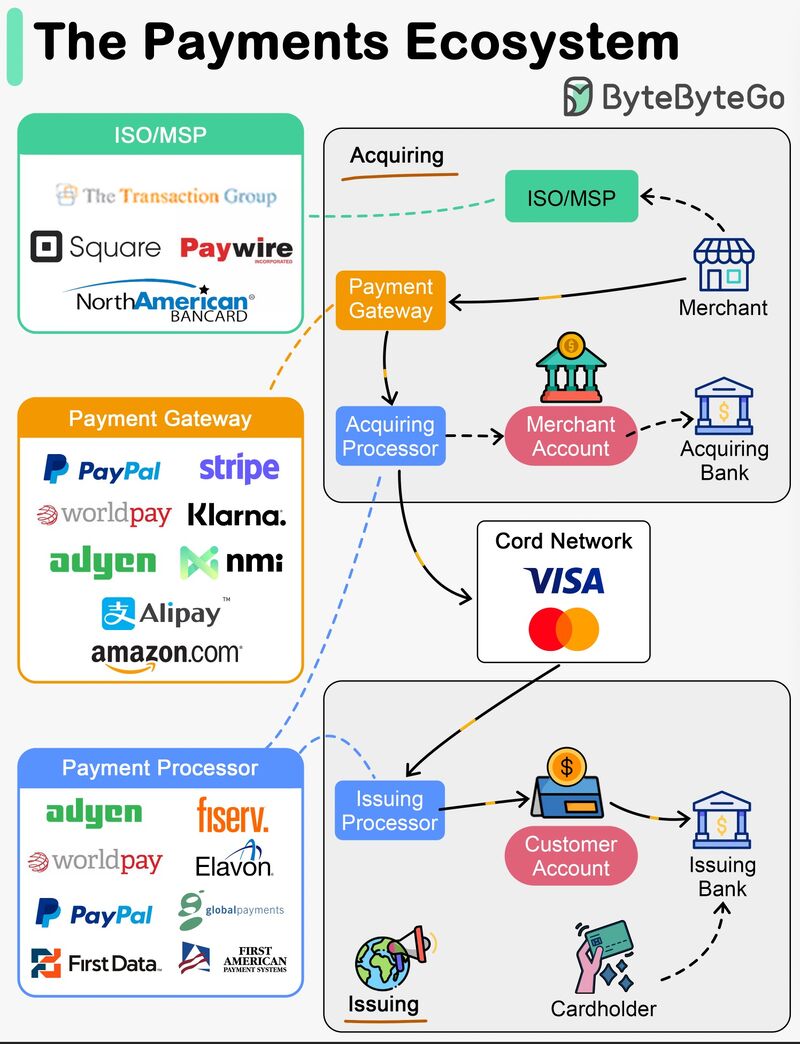 The Payments Ecosystem
ByteByteGo
ISO/MSP
The Transaction Group
Square
Paywire
INCORPORATED
NorthAmerican®
BANCARD
Acquiring
ISO/MSP
Merchant
Payment
Gateway
Acquiring
Processor
Merchant
Account
Acquiring
Bank
Payment Gateway
PayPal
stripe
worldpay
Klarna.
adyen
nmi
支 Alipay™
amazon.com®
Cord Network
VISA
Payment Processor
adyen
fiserv.
worldpay
Elavon
PayPal
globalpayments
First Data™
FIRST
AMERICAN
PAYMENT SYSTEMS
Issuing
Processor
Customer
Account
Issuing
Bank
Issuing
Cardholder